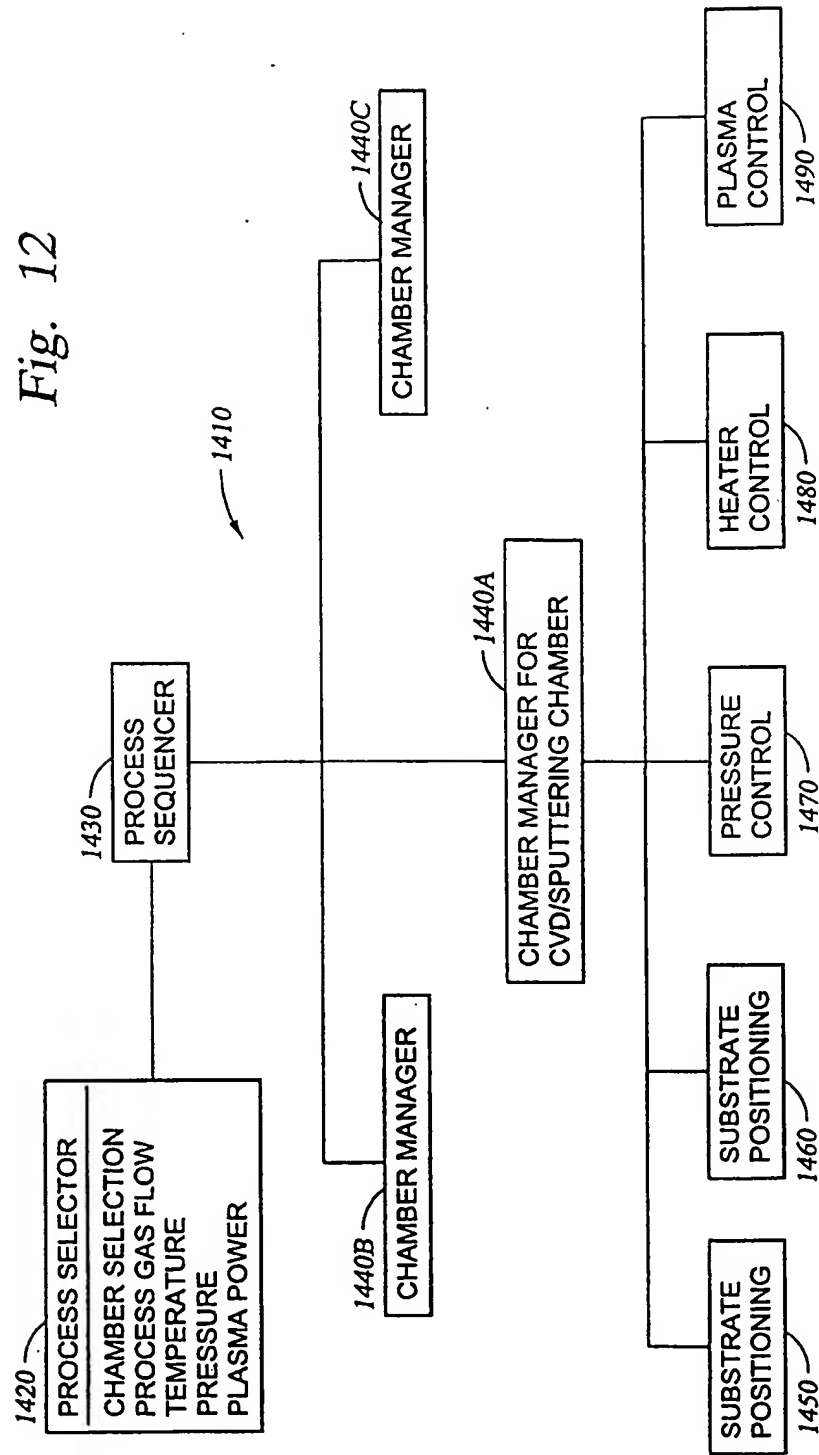 Fig. 12
1410
1420
PROCESS SELECTOR
CHAMBER SELECTION
PROCESS GAS FLOW
TEMPERATURE
PRESSURE
PLASMA POWER
1430
PROCESS
SEQUENCER
1440B
CHAMBER MANAGER
1440C
CHAMBER MANAGER
1440A
CHAMBER MANAGER FOR
CVD/SPUTTERING CHAMBER
SUBSTRATE
POSITIONING
1450
SUBSTRATE
POSITIONING
1460
PRESSURE
CONTROL
1470
HEATER
CONTROL
1480
PLASMA
CONTROL
1490